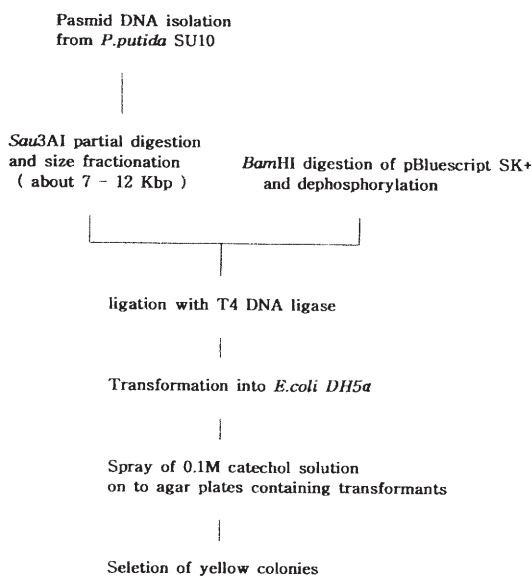 Pasmid DNA isolation
from P.putida SU10
Sau3AI partial digestion
and size fractionation
( about 7 - 12 Kbp )
BamHI digestion of pBluescript SK+
and dephosphorylation
ligation with T4 DNA ligase
Transformation into E.coli DH5α
Spray of 0.1M catechol solution
on to agar plates containing transformants
Seletion of yellow colonies